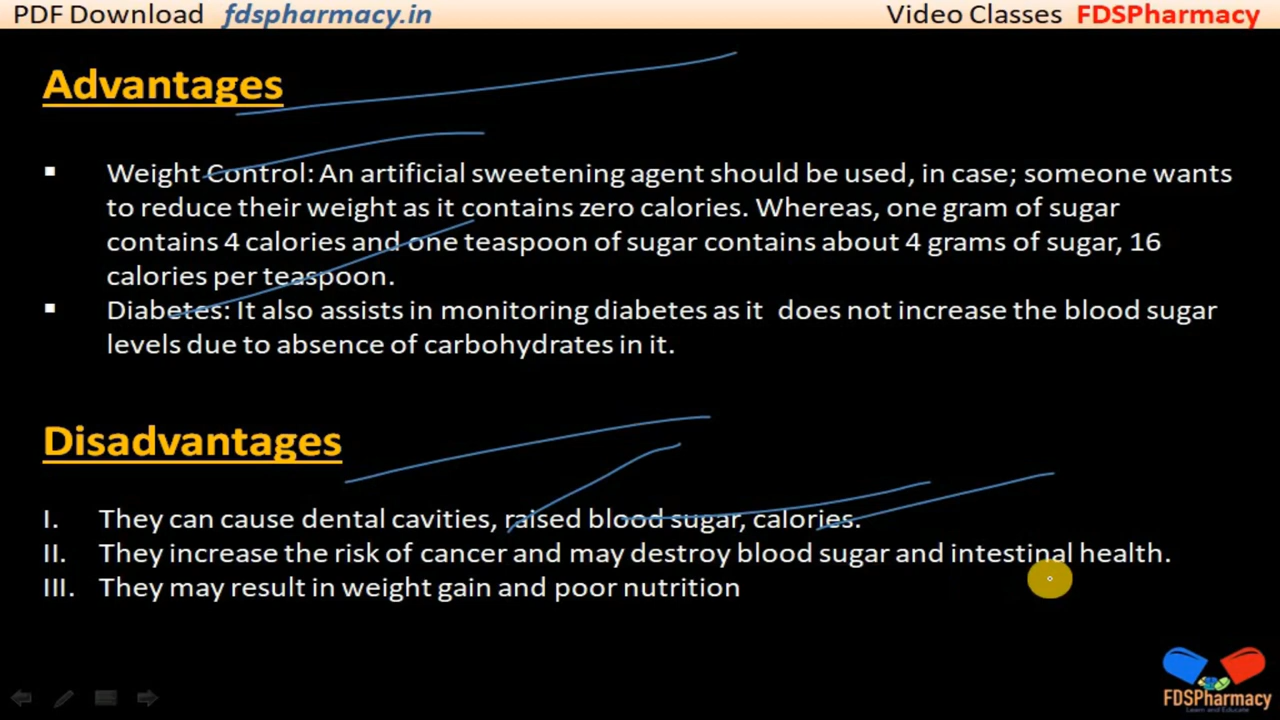 PDF Download fdspharmacy.in Video Classes FDSPharmacy
Advantages
▪ Weight Control: An artificial sweetening agent should be used, in case; someone wants
to reduce their weight as it contains zero calories. Whereas, one gram of sugar
contains 4 calories and one teaspoon of sugar contains about 4 grams of sugar, 16
calories per teaspoon.
▪ Diabetes: It also assists in monitoring diabetes as it does not increase the blood sugar
levels due to absence of carbohydrates in it.
Disadvantages
I. They can cause dental cavities, raised blood sugar, calories.
II. They increase the risk of cancer and may destroy blood sugar and intestinal health.
III. They may result in weight gain and poor nutrition
FDSPharmacy
Learn and Educate